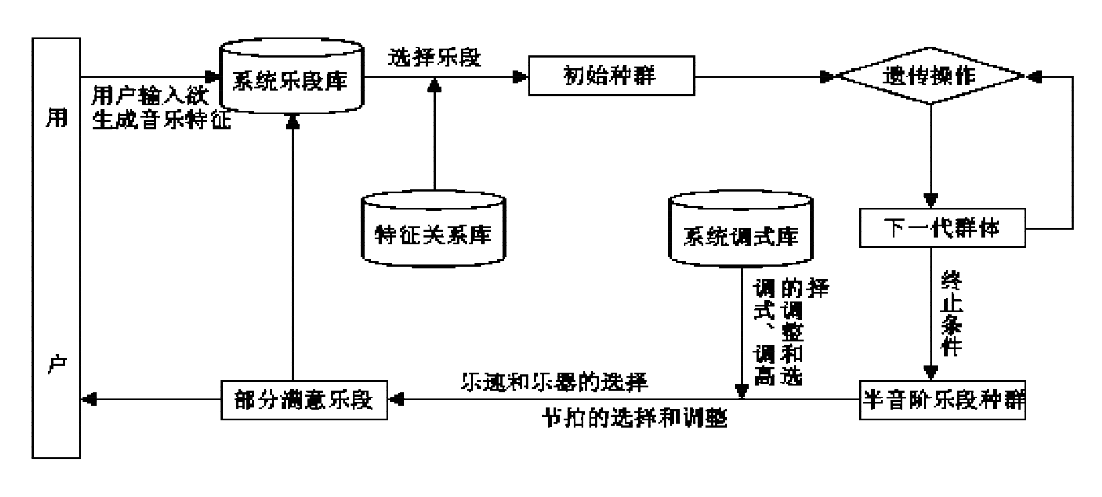 用户
用户输入欲
生成音乐特征
系统乐段库
选择乐段
初始种群
遗传操作
特征关系库
系统调式库
下一代群体
调式、调高
的调整和选
择
终止条件
乐速和乐器的选择
节拍的选择和调整
部分满意乐段
半音阶乐段种群